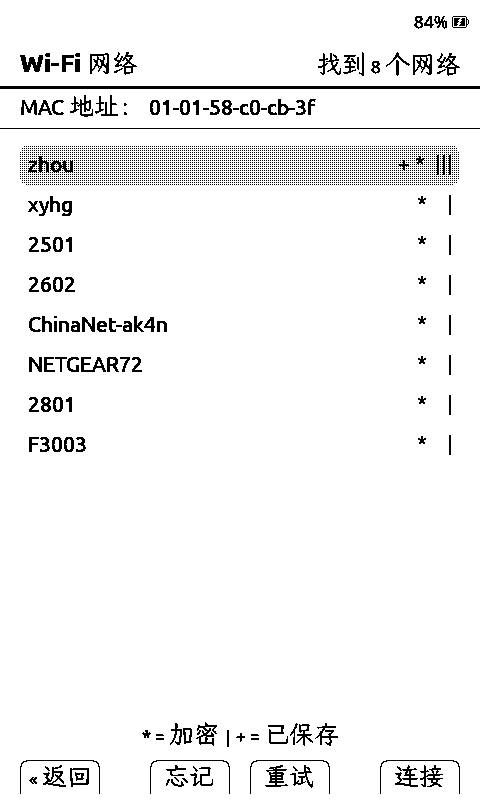 84%
Wi-Fi 网络 找到 8 个网络
MAC 地址： 01-01-58-c0-cb-3f
zhou + * |||
xyhg * |
2501 * |
2602 * |
ChinaNet-ak4n * |
NETGEAR72 * |
2801 * |
F3003 * |
* = 加密 | + = 已保存
« 返回 忘记 重试 连接